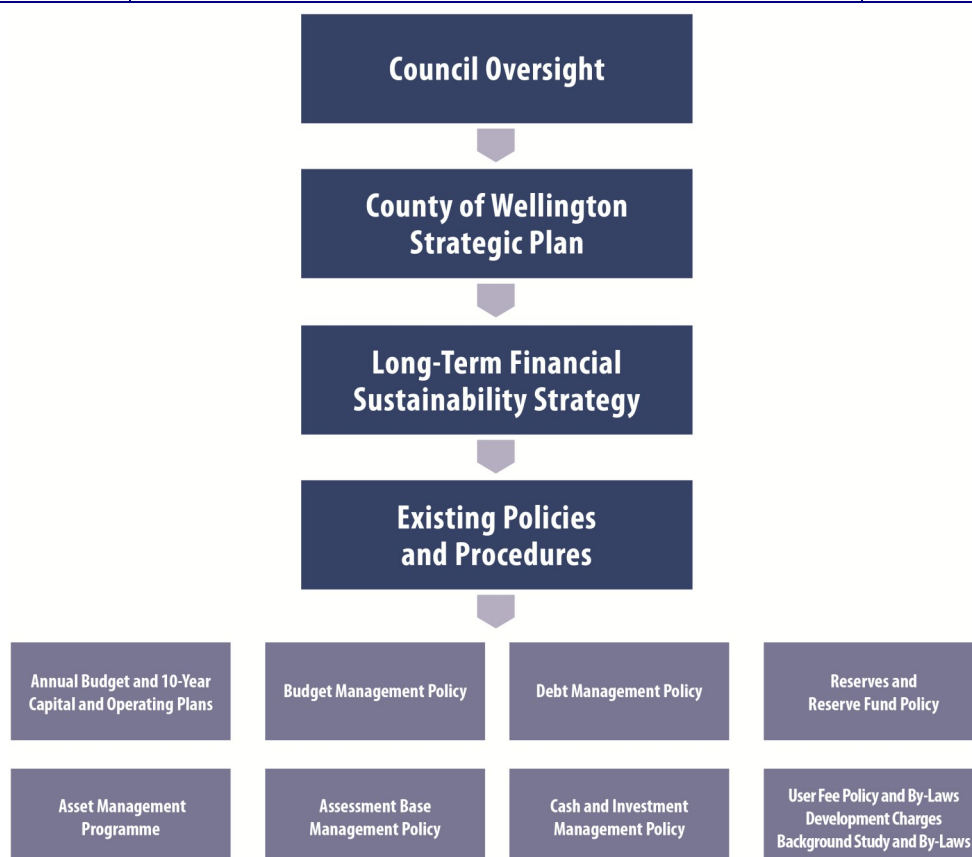 Council Oversight
County of Wellington
Strategic Plan
Long-Term Financial
Sustainability Strategy
Existing Policies
and Procedures
Annual Budget and 10-Year
Capital and Operating Plans
Budget Management Policy
Debt Management Policy
Reserves and
Reserve Fund Policy
Asset Management
Programme
Assessment Base
Management Policy
Cash and Investment
Management Policy
User Fee Policy and By-Laws
Development Charges
Background Study and By-Laws